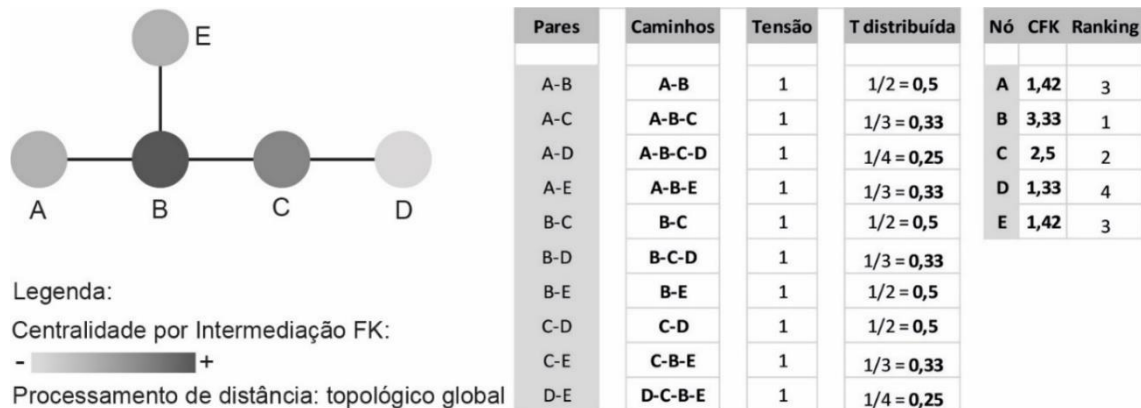 E
A B C D
Legenda:
Centralidade por Intermediação FK:
- +
Processamento de distância: topológico global
Pares Caminhos Tensão T distribuída
A-B A-B 1 1/2 = 0,5
A-C A-B-C 1 1/3 = 0,33
A-D A-B-C-D 1 1/4 = 0,25
A-E A-B-E 1 1/3 = 0,33
B-C B-C 1 1/2 = 0,5
B-D B-C-D 1 1/3 = 0,33
B-E B-E 1 1/2 = 0,5
C-D C-D 1 1/2 = 0,5
C-E C-B-E 1 1/3 = 0,33
D-E D-C-B-E 1 1/4 = 0,25
Nó CFK Ranking
A 1,42 3
B 3,33 1
C 2,5 2
D 1,33 4
E 1,42 3